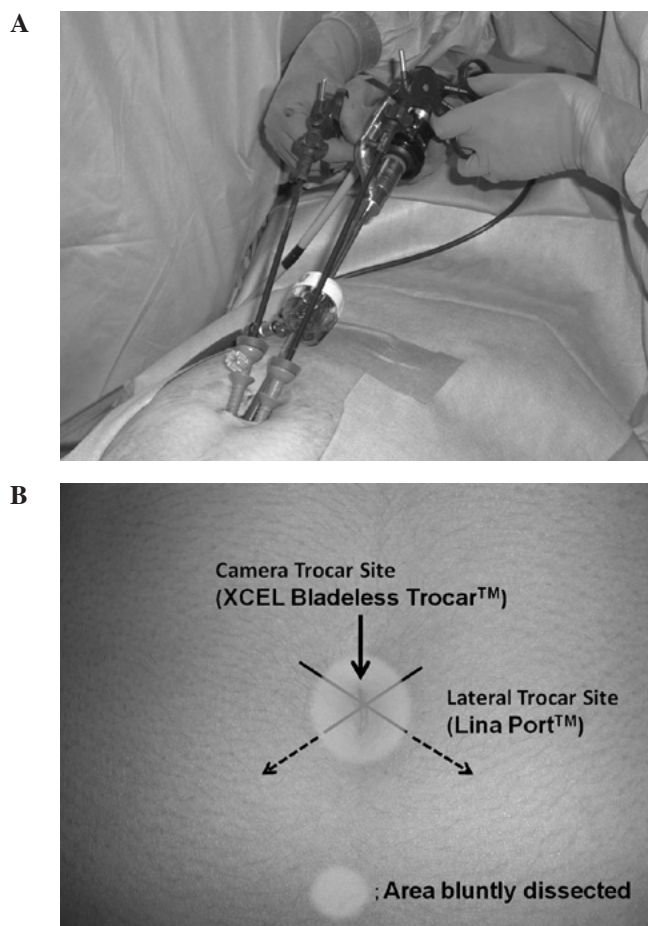 A
B
Camera Trocar Site
(XCEL Bladeless Trocar™)
Lateral Trocar Site
(Lina Port™)
; Area bluntly dissected